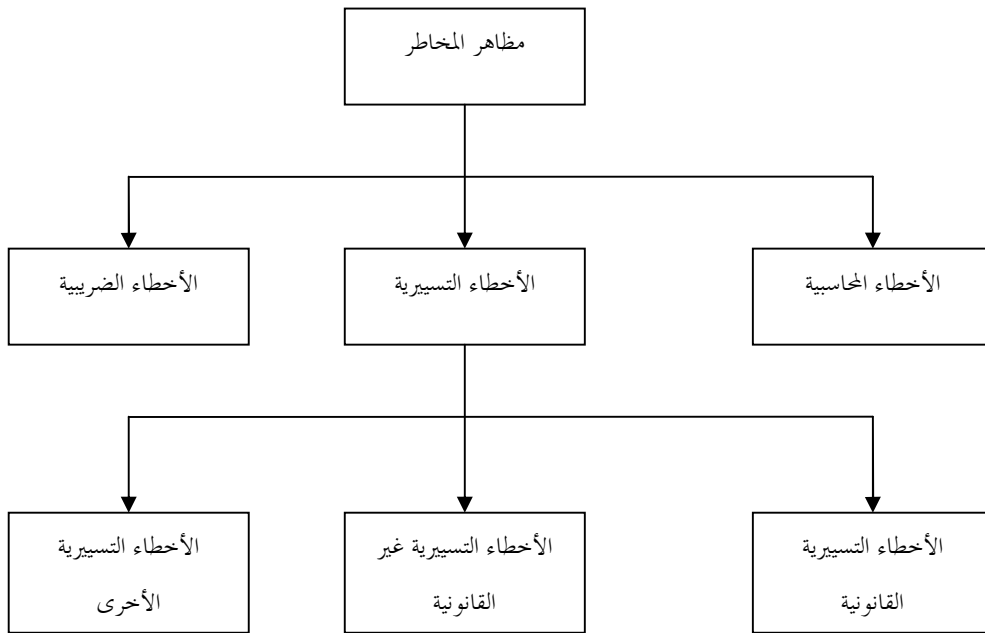 مظاهر المخاطر
الأخطاء المحاسبية
الأخطاء التسييرية
الأخطاء الضريبية
الأخطاء التسييرية
القانونية
الأخطاء التسييرية غير
القانونية
الأخطاء التسييرية
الأخرى